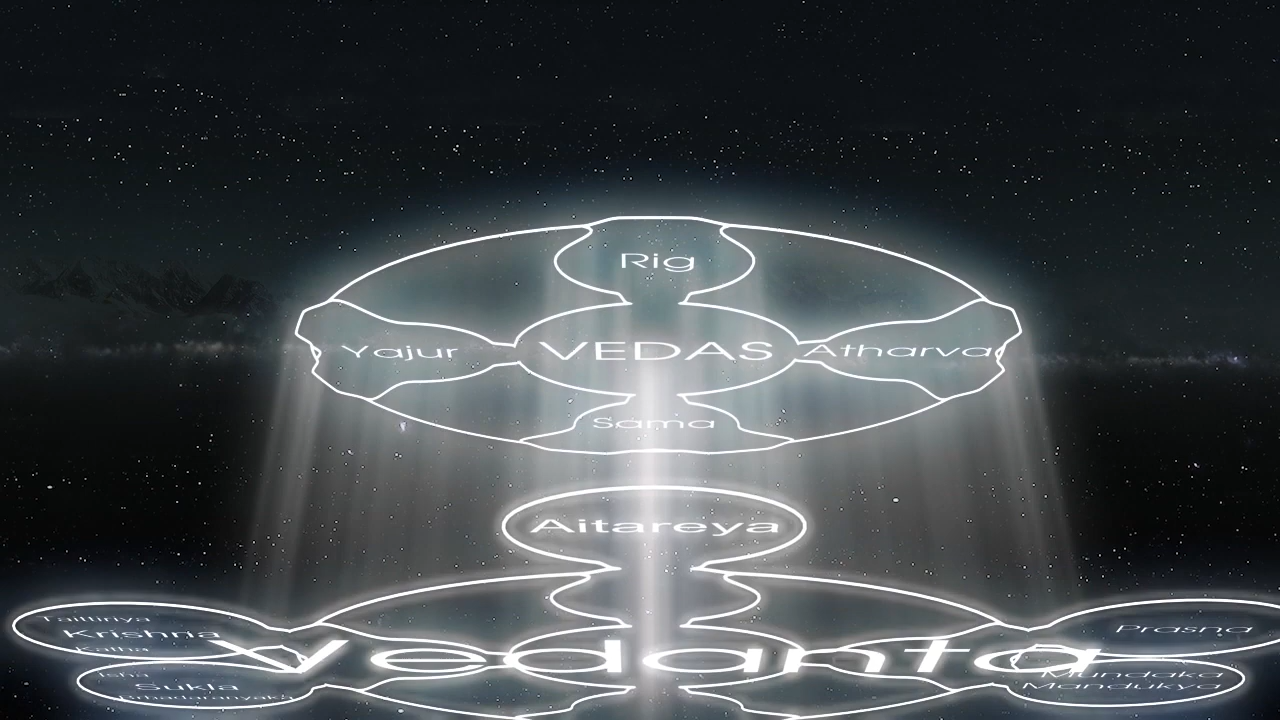 Rig
Yajur
VEDAS
Atharva
Sama
Aitareya
Taittiriya
Krishna
Katha
Vedanta
Prasna
Isha
Sukla
Mundaka
Mandukya